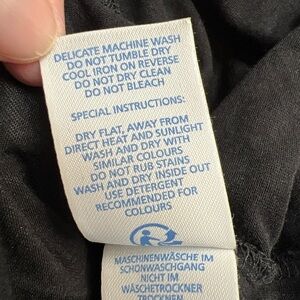 DELICATE MACHINE WASH
DO NOT TUMBLE DRY
COOL IRON ON REVERSE
DO NOT DRY CLEAN
DO NOT BLEACH
SPECIAL INSTRUCTIONS:
DRY FLAT, AWAY FROM
DIRECT HEAT AND SUNLIGHT
WASH AND DRY WITH
SIMILAR COLOURS
DO NOT RUB STAINS
WASH AND DRY INSIDE OUT
USE DETERGENT
RECOMMENDED FOR
COLOURS
MASCHINENWÄSCHE IM
SCHONWASCHGANG
NICHT IM
WÄSCHETROCKNER
TROCKNEN